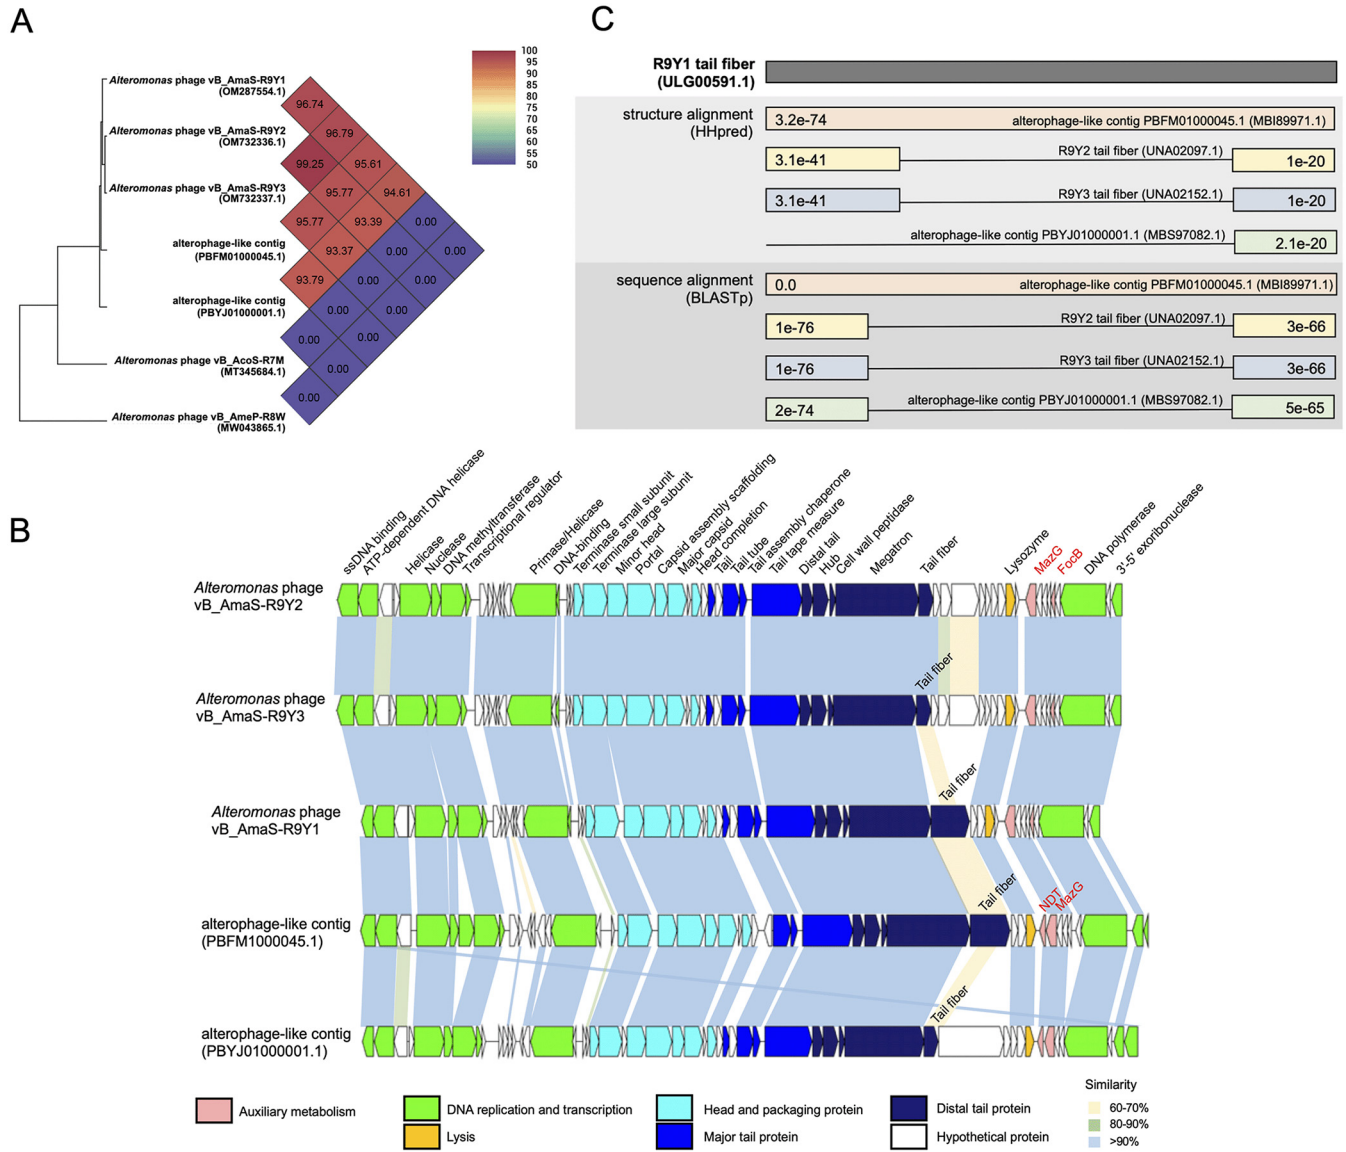 A
Alteromonas phage vB_AmaS-R9Y1
(OM287554.1)
Alteromonas phage vB_AmaS-R9Y2
(OM732336.1)
Alteromonas phage vB_AmaS-R9Y3
(OM732337.1)
alterophage-like contig
(PBFM01000045.1)
alterophage-like contig
(PBYJ01000001.1)
Alteromonas phage vB_AcoS-R7M
(MT345684.1)
Alteromonas phage vB_AmeP-R8W
(MW043865.1)
96.74
96.79
99.25
95.61
95.77
94.61
95.77
93.39
0.00
93.37
0.00
0.00
93.79
0.00
0.00
0.00
0.00
0.00
0.00
0.00
0.00
100
95
90
85
80
75
70
65
60
55
50
C
R9Y1 tail fiber
(ULG00591.1)
structure alignment
(HHpred)
3.2e-74 alterophage-like contig PBFM01000045.1 (MBI89971.1)
3.1e-41 R9Y2 tail fiber (UNA02097.1) 1e-20
3.1e-41 R9Y3 tail fiber (UNA02152.1) 1e-20
alterophage-like contig PBYJ01000001.1 (MBS97082.1) 2.1e-20
sequence alignment
(BLASTp)
0.0 alterophage-like contig PBFM01000045.1 (MBI89971.1)
1e-76 R9Y2 tail fiber (UNA02097.1) 3e-66
1e-76 R9Y3 tail fiber (UNA02152.1) 3e-66
2e-74 alterophage-like contig PBYJ01000001.1 (MBS97082.1) 5e-65
B
ssDNA binding
ATP-dependent DNA helicase
Helicase
Nuclease
DNA methyltransferase
Transcriptional regulator
Primase/Helicase
DNA-binding
Terminase small subunit
Terminase large subunit
Minor head
Portal
Capsid assembly scaffolding
Major capsid
Head completion
Tail
Tail tube
Tail assembly chaperone
Tail tape measure
Distal tail
Hub
Cell wall peptidase
Megatron
Tail fiber
Lysozyme
MazG
FocB
DNA polymerase
3'-5' exoribonuclease
Alteromonas phage
vB_AmaS-R9Y2
Tail fiber
Alteromonas phage
vB_AmaS-R9Y3
Tail fiber
Alteromonas phage
vB_AmaS-R9Y1
Tail fiber
NDT
MazG
alterophage-like contig
(PBFM1000045.1)
Tail fiber
alterophage-like contig
(PBYJ01000001.1)
Auxiliary metabolism
DNA replication and transcription
Lysis
Head and packaging protein
Major tail protein
Distal tail protein
Hypothetical protein
Similarity
60-70%
80-90%
>90%